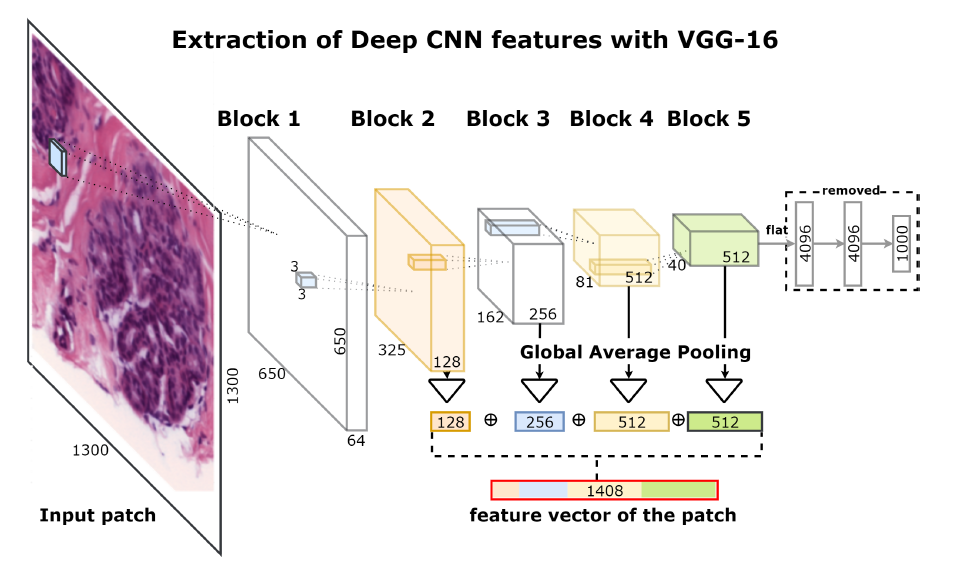 Extraction of Deep CNN features with VGG-16
Block 1 Block 2 Block 3 Block 4 Block 5
removed
flat
4096
4096
1000
3
3
1300
1300
650
650
64
325
128
162
256
81
512
40
512
Global Average Pooling
128 ⊕ 256 ⊕ 512 ⊕ 512
1408
Input patch
feature vector of the patch